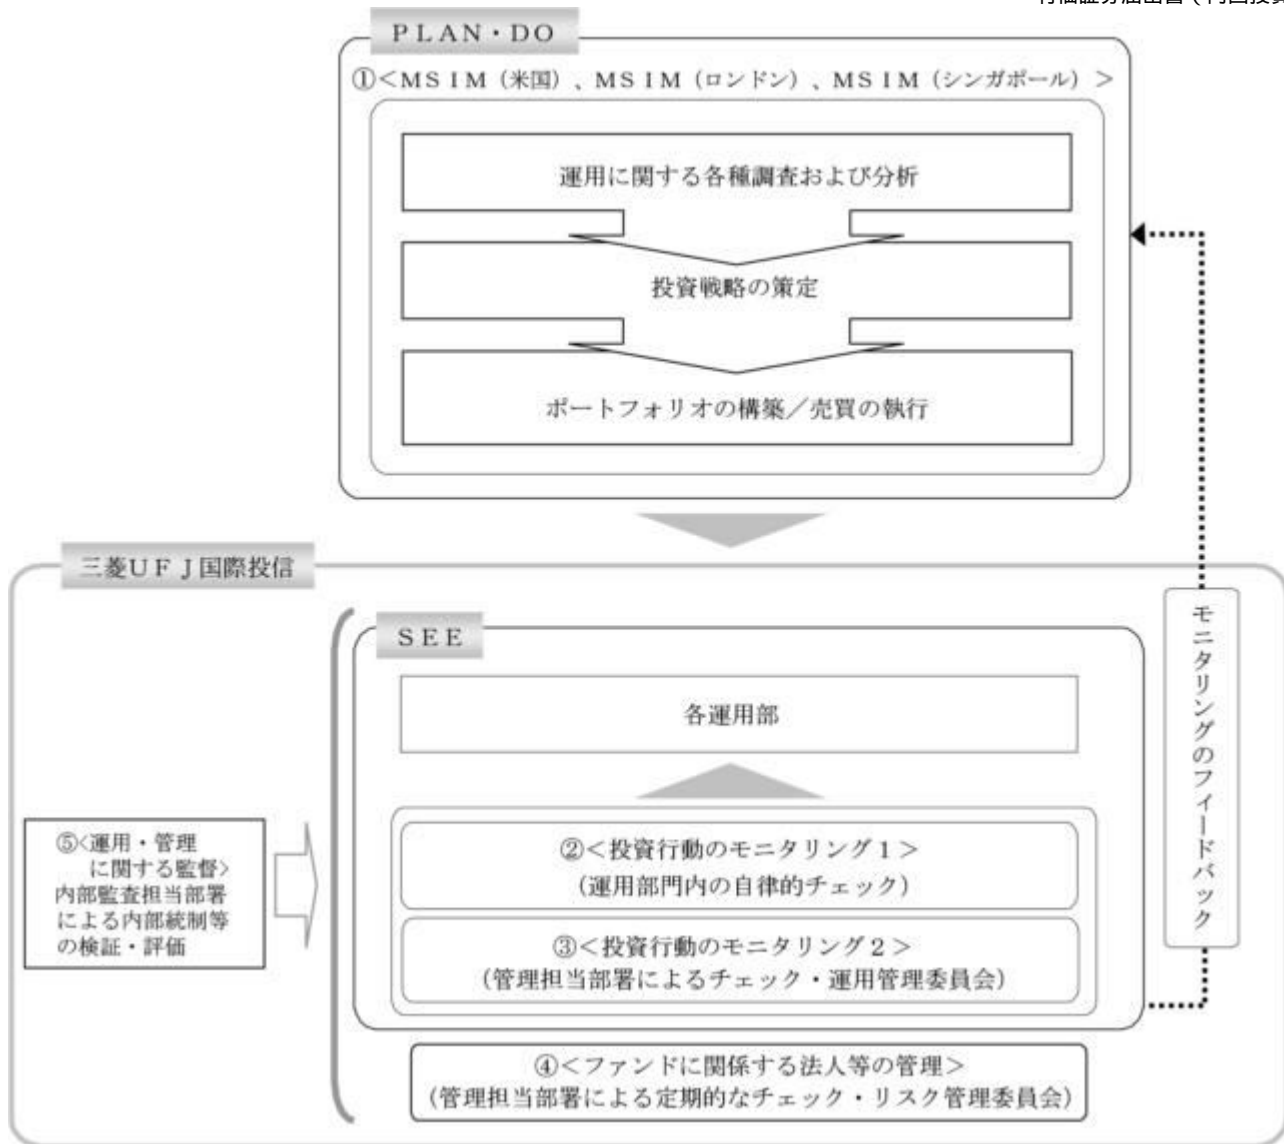 PLAN・DO
①<MSIM（米国）、MSIM（ロンドン）、MSIM（シンガポール）>
運用に関する各種調査および分析
投資戦略の策定
ポートフォリオの構築／売買の執行
三菱UFJ国際投信
SEE
各運用部
②<投資行動のモニタリング1>
（運用部門内の自律的チェック）
③<投資行動のモニタリング2>
（管理担当部署によるチェック・運用管理委員会）
④<ファンドに関係する法人等の管理>
（管理担当部署による定期的なチェック・リスク管理委員会）
⑤<運用・管理
に関する監督>
内部監査担当部署
による内部統制等
の検証・評価
モニタリングのフィードバック